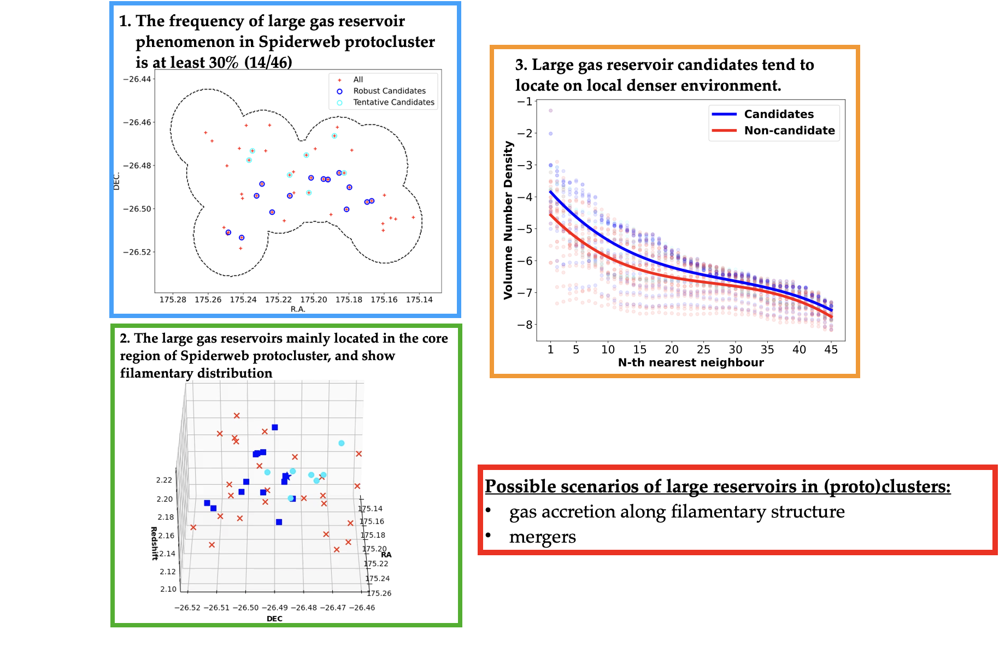 1. The frequency of large gas reservoir
phenomenon in Spiderweb protocluster
is at least 30% (14/46)
−26.44
−26.46
−26.48
−26.50
−26.52
DEC.
All
Robust Candidates
Tentative Candidates
175.28 175.26 175.24 175.22 175.20 175.18 175.16 175.14
R.A.
2. The large gas reservoirs mainly located in the core
region of Spiderweb protocluster, and show
filamentary distribution
2.22
2.20
2.18
2.16
2.14
2.12
2.10
Redshift
175.14
175.16
175.18
175.20
175.22
175.24
175.26
RA
−26.52 −26.51 −26.50 −26.49 −26.48 −26.47 −26.46
DEC
3. Large gas reservoir candidates tend to
locate on local denser environment.
−1
−2
−3
−4
−5
−6
−7
−8
Volumne Number Density
Candidates
Non-candidate
1 5 10 15 20 25 30 35 40 45
N-th nearest neighbour
Possible scenarios of large reservoirs in (proto)clusters:
• gas accretion along filamentary structure
• mergers